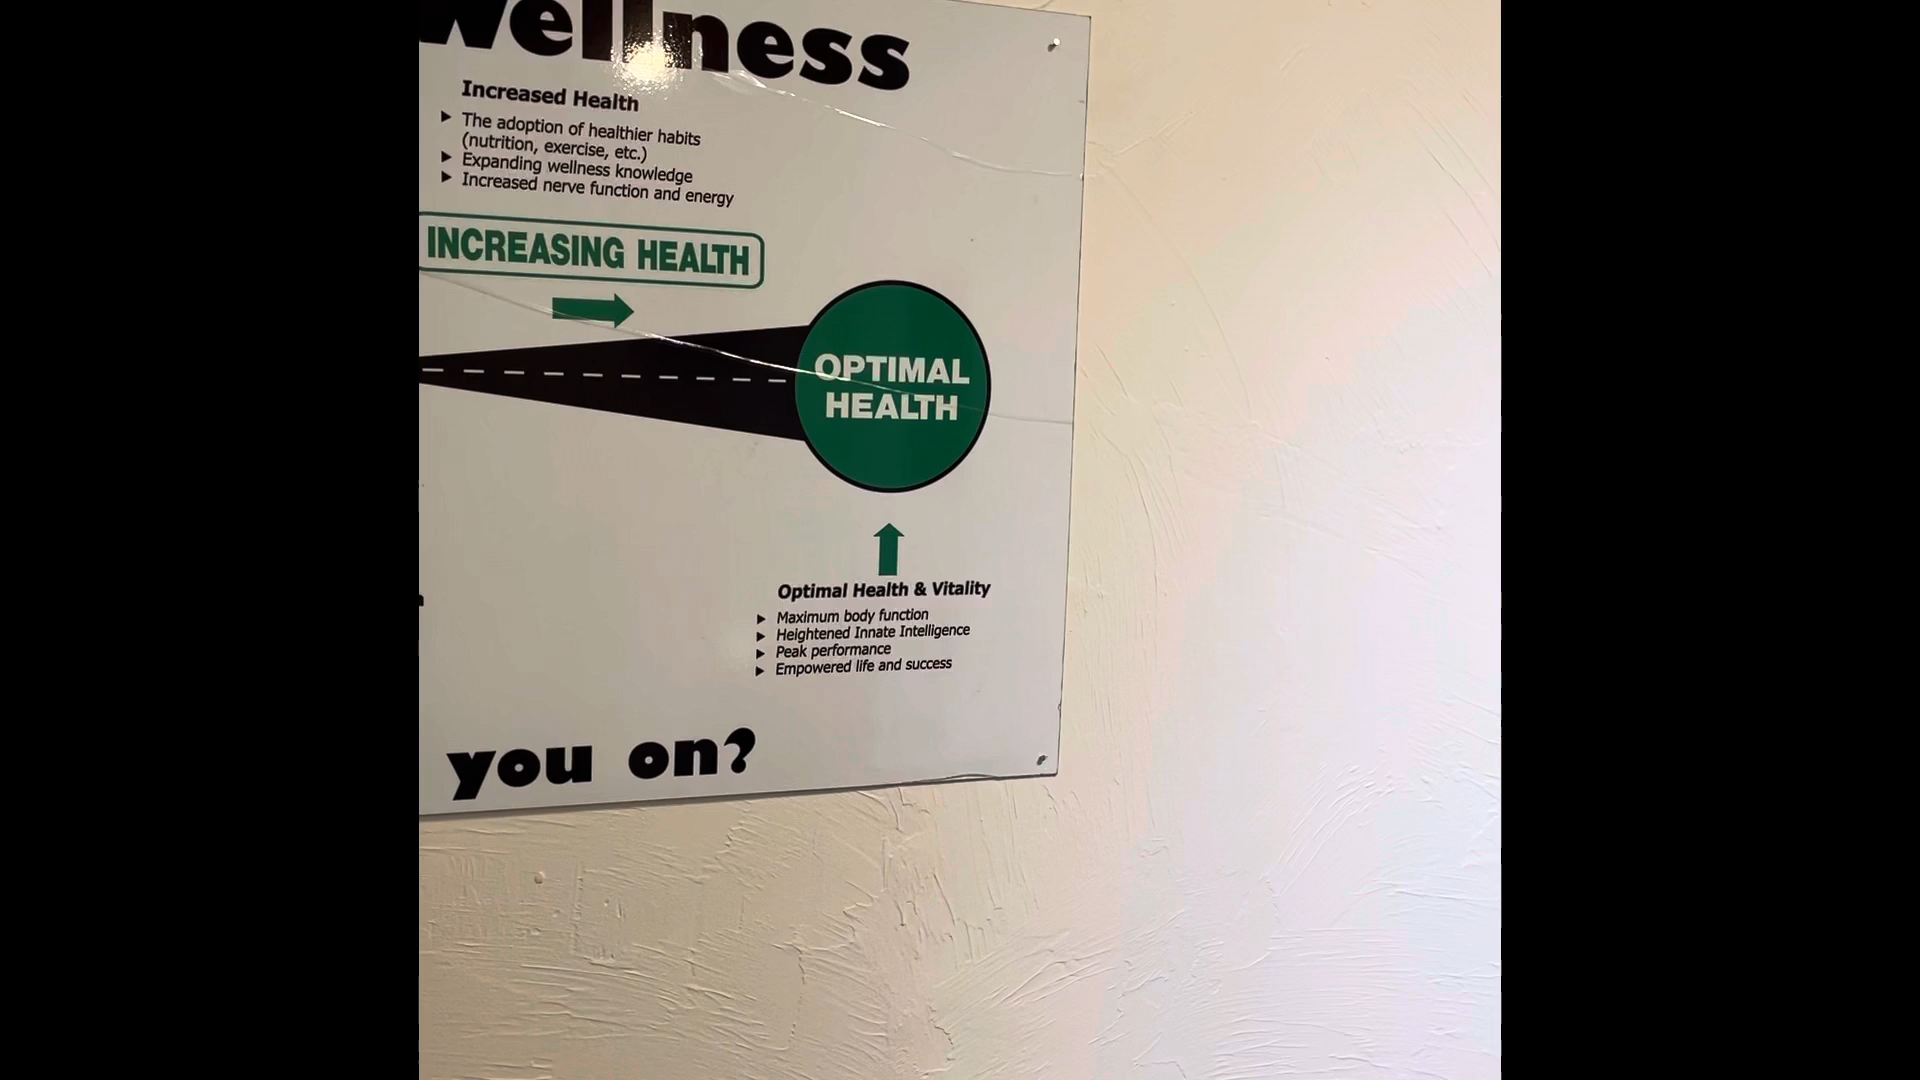 Wellness
Increased Health
The adoption of healthier habits
(nutrition, exercise, etc.)
Expanding wellness knowledge
Increased nerve function and energy
INCREASING HEALTH
OPTIMAL
HEALTH
Optimal Health & Vitality
Maximum body function
Heightened Innate Intelligence
Peak performance
Empowered life and success
you on?